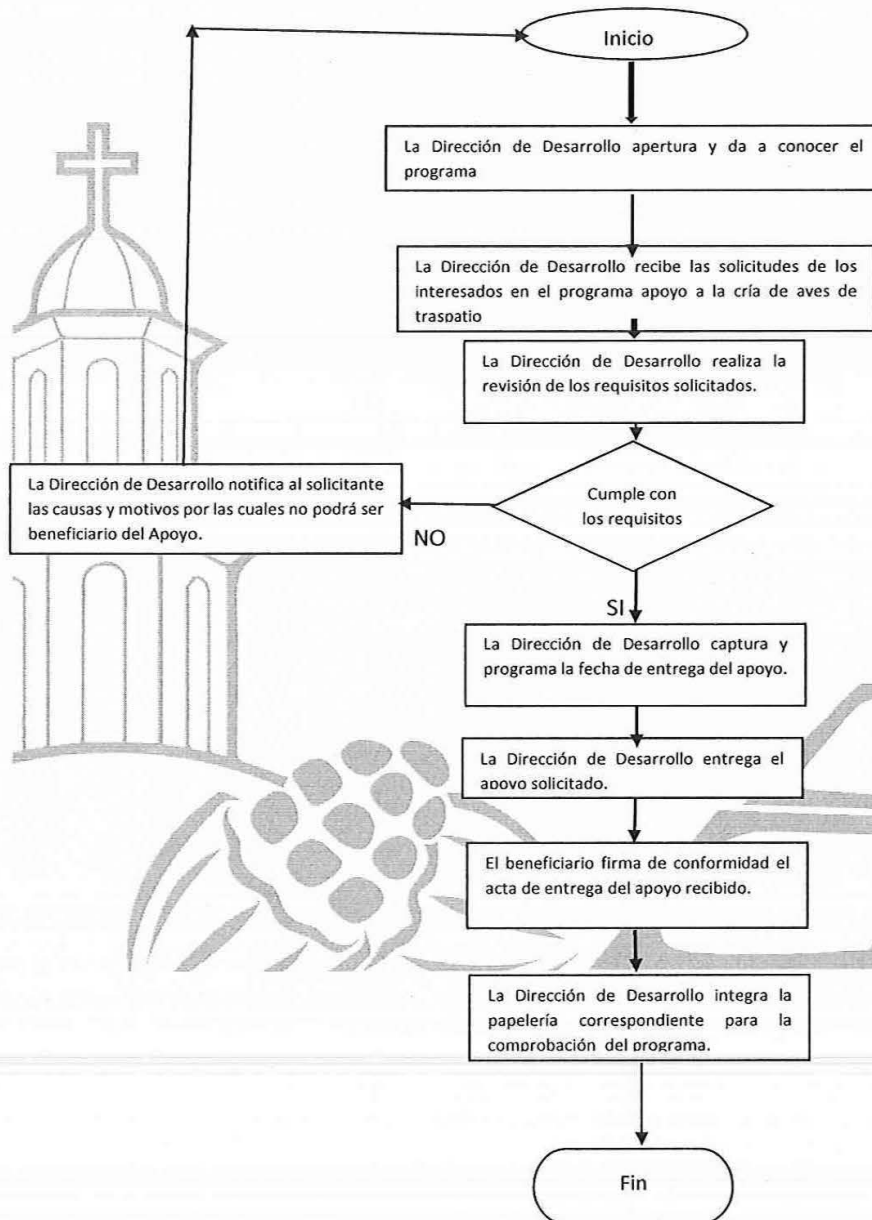 Inicio
La Dirección de Desarrollo apertura y da a conocer el
programa
La Dirección de Desarrollo recibe las solicitudes de los
interesados en el programa apoyo a la cría de aves de
traspatio
La Dirección de Desarrollo realiza la
revisión de los requisitos solicitados.
Cumple con
los requisitos
La Dirección de Desarrollo notifica al solicitante
las causas y motivos por las cuales no podrá ser
beneficiario del Apoyo.
NO
SI
La Dirección de Desarrollo captura y
programa la fecha de entrega del apoyo.
La Dirección de Desarrollo entrega el
apoyo solicitado.
El beneficiario firma de conformidad el
acta de entrega del apoyo recibido.
La Dirección de Desarrollo integra la
papelería correspondiente para la
comprobación del programa.
Fin